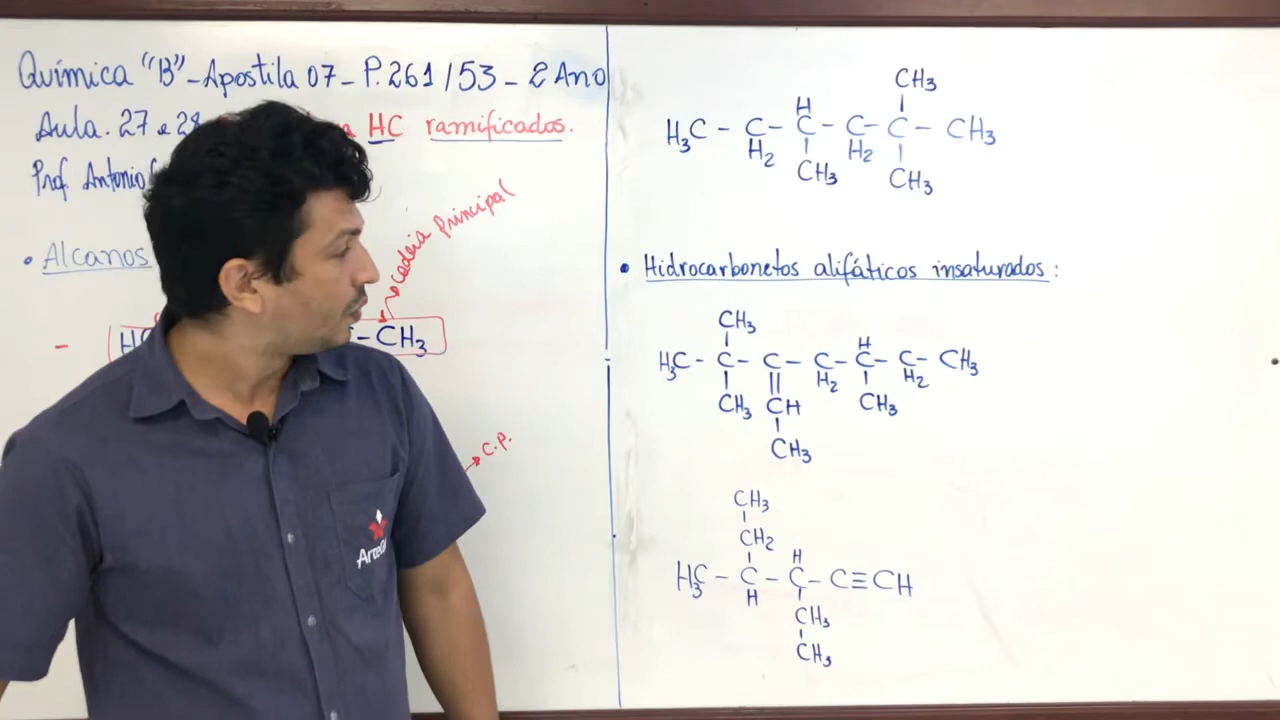 Química "B" - Apostila 07 - P. 261/53 - 2 Ano
Aula. 27 e 28 HC ramificados.
Prof. Antonio
• Alcanos
cadeia Principal
- CH3
C.P.
Arte
CH3
H
H3C - C - C - C - C - CH3
H2 H2
CH3 CH3
• Hidrocarbonetos alifáticos insaturados:
CH3
H
H3C - C - C - C - C - C - CH3
H2 H2
CH3 CH CH3
CH3
CH3
CH2
H
H3C - C - C - C≡CH
H
CH3
CH3